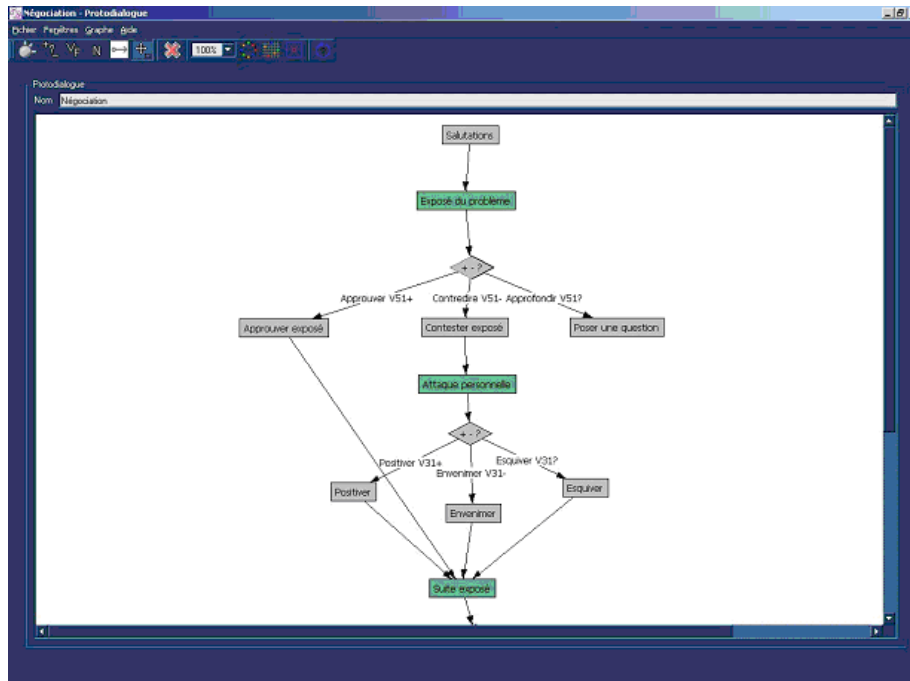 Négociation - Protodialogue
Fichier Fenêtres Graphe Aide
+?_ VF N 100%
Protodialogue
Nom Négociation
Salutations
Exposé du problème
+ - ?
Approuver V51+ Contredire V51- Approfondir V51?
Approuver exposé Contester exposé Poser une question
Attaque personnelle
+ - ?
Positiver V31+ Envenimer V31- Esquiver V31?
Positiver Envenimer Esquiver
Suite exposé